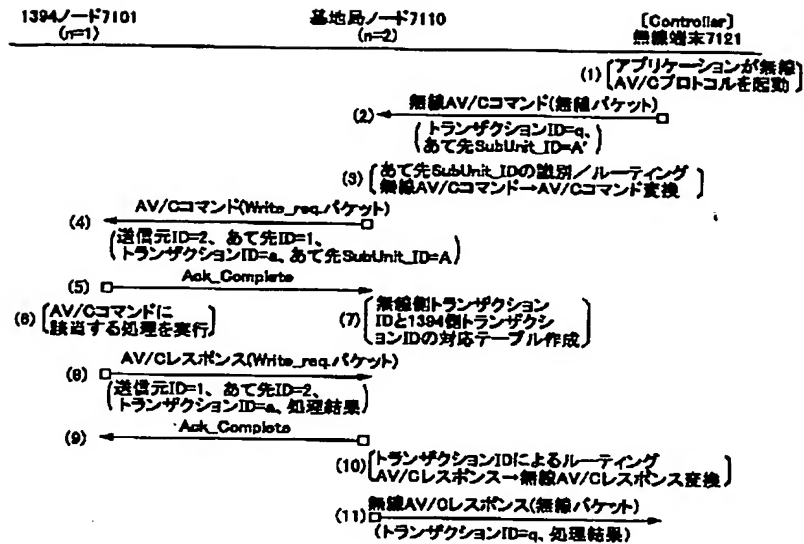 1394ノード7101
(n=1)
基地局ノード7110
(n=2)
[Controller]
無線端末7121
(1) アプリケーションが無線
AV/Cプロトコルを起動
(2) 無線AV/Cコマンド(無線パケット)
(トランザクションID=q、
あて先SubUnit_ID=A')
(3) あて先SubUnit_IDの識別/ルーティング
無線AV/Cコマンド→AV/Cコマンド変換
(4) AV/Cコマンド(Write_req.パケット)
(送信元ID=2、あて先ID=1、
トランザクションID=a、あて先SubUnit_ID=A)
(5) Ack_Complete
(6) AV/Cコマンドに
該当する処理を実行
(7) 無線側トランザクション
IDと1394側トランザクシ
ョンIDの対応テーブル作成
(8) AV/Cレスポンス(Write_req.パケット)
(送信元ID=1、あて先ID=2、
トランザクションID=a、処理結果)
(9) Ack_Complete
(10) トランザクションIDによるルーティング
AV/Cレスポンス→無線AV/Cレスポンス変換
(11) 無線AV/Cレスポンス(無線パケット)
(トランザクションID=q、処理結果)